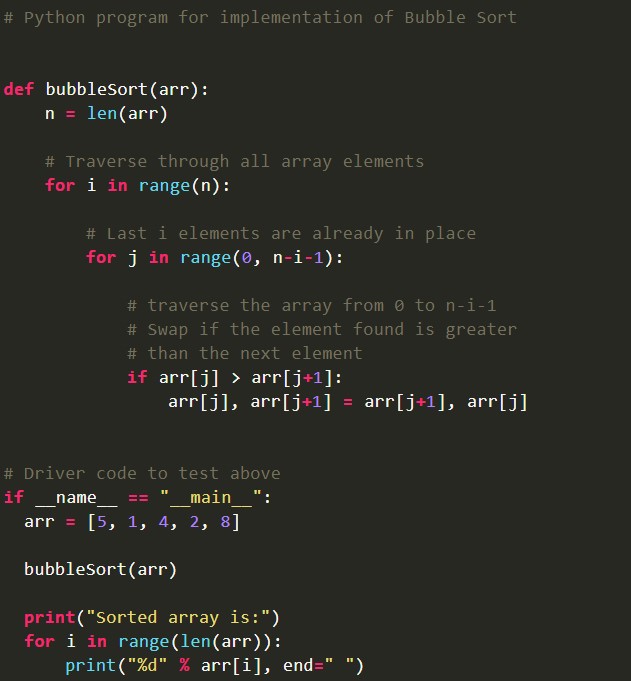 # Python program for implementation of Bubble Sort
def bubbleSort(arr):
    n = len(arr)
    # Traverse through all array elements
    for i in range(n):
        # Last i elements are already in place
        for j in range(0, n-i-1):
            # traverse the array from 0 to n-i-1
            # Swap if the element found is greater
            # than the next element
            if arr[j] > arr[j+1]:
                arr[j], arr[j+1] = arr[j+1], arr[j]
# Driver code to test above
if __name__ == "__main__":
  arr = [5, 1, 4, 2, 8]
  bubbleSort(arr)
  print("Sorted array is:")
  for i in range(len(arr)):
      print("%d" % arr[i], end=" ")